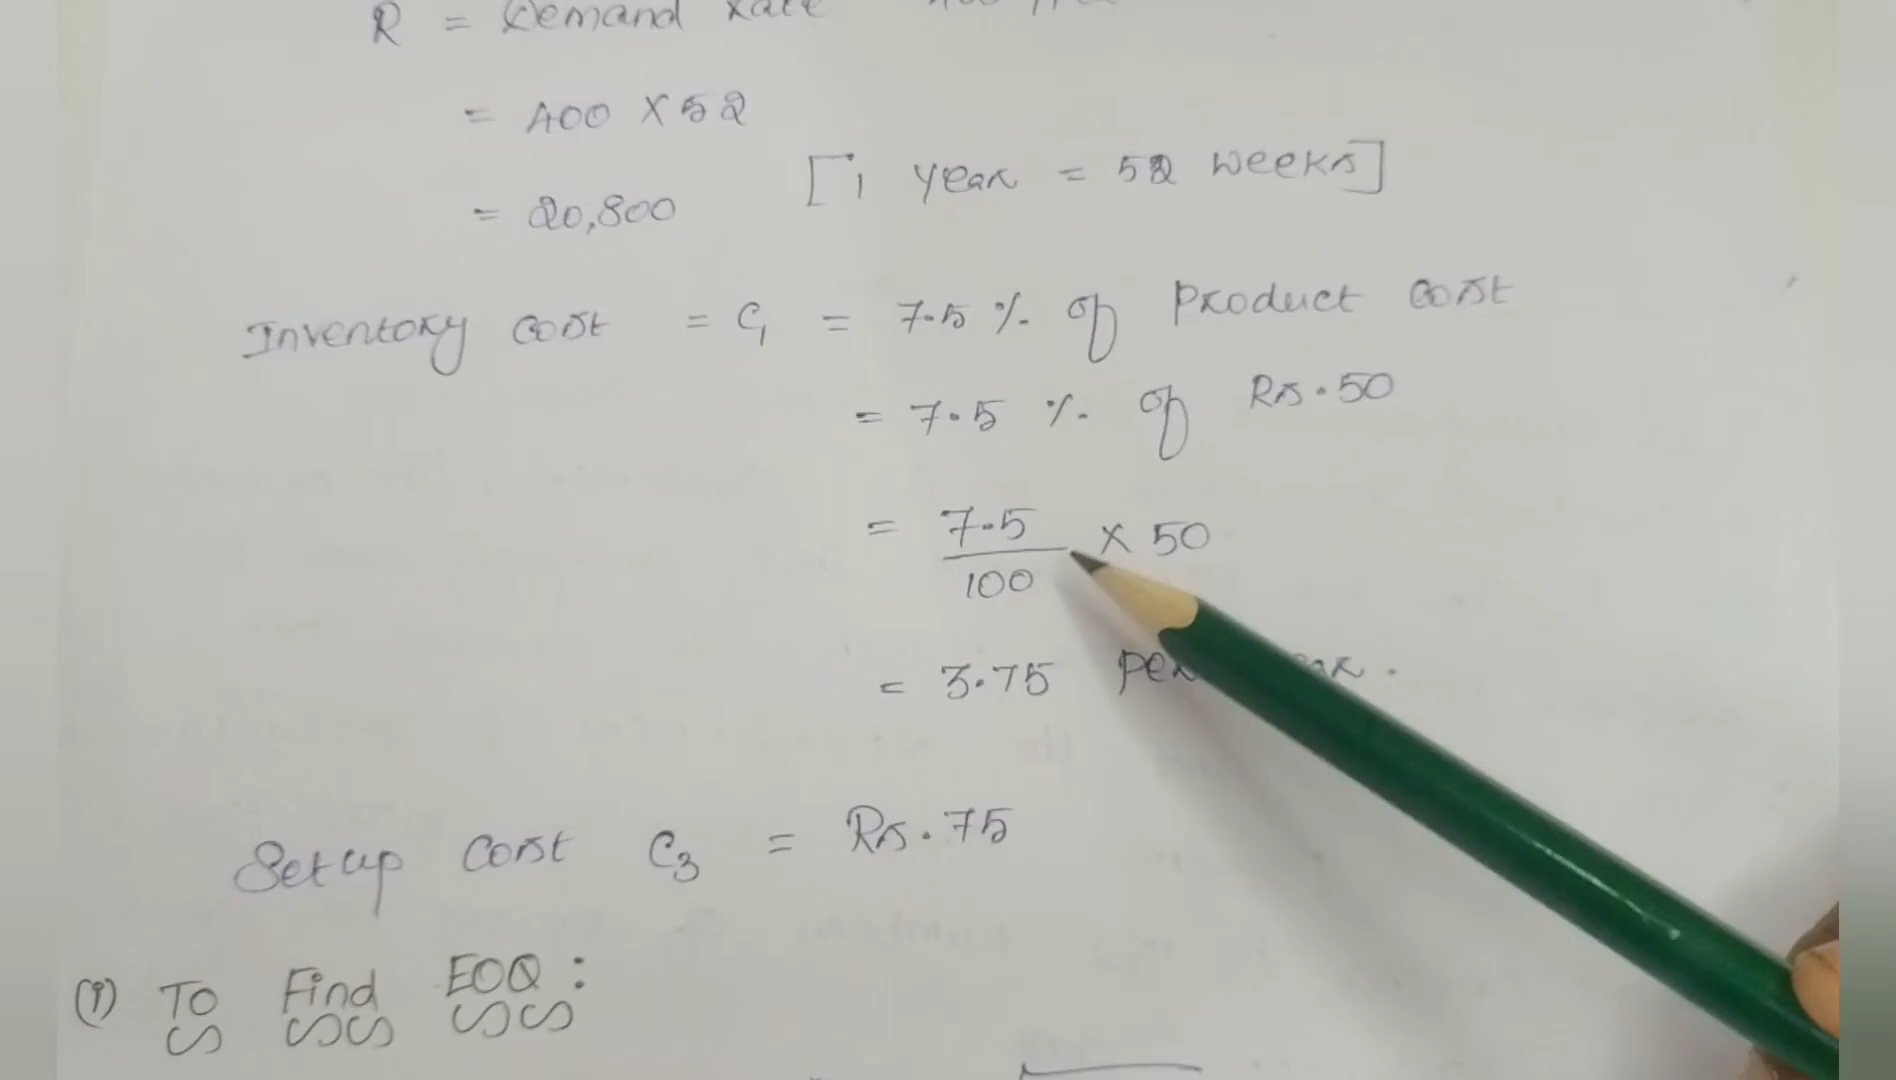 R = Demand rate
= 400 X 52
[1 year = 52 weeks]
= 20,800
Inventory cost = C1 = 7.5 % of Product cost
= 7.5 % of Rs.50
= 7.5/100 X 50
= 3.75 per
Setup cost C3 = Rs.75
(i) To Find EOQ: